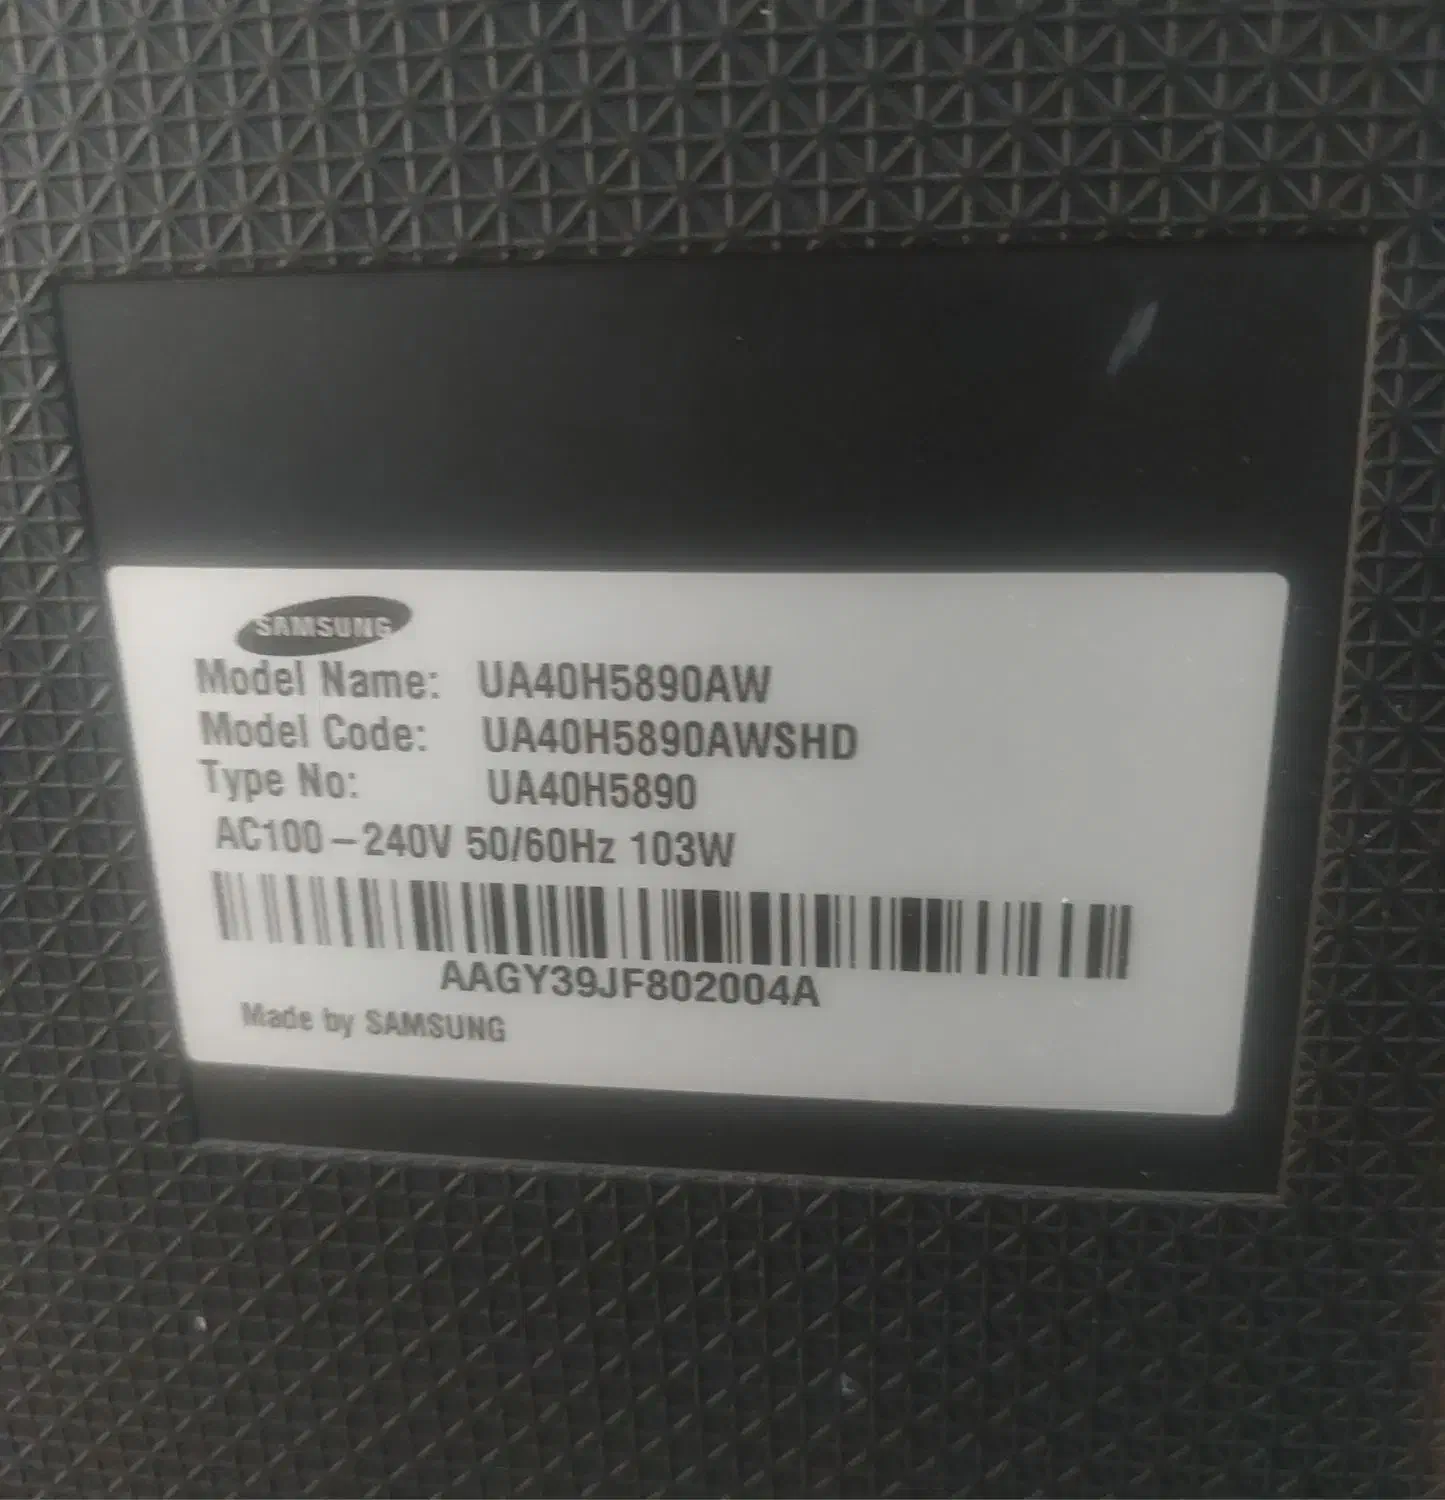 SAMSUNG
Model Name: UA40H5890AW
Model Code: UA40H5890AWSHD
Type No: UA40H5890
AC100–240V 50/60Hz 103W
AAGY39JF802004A
Made by SAMSUNG